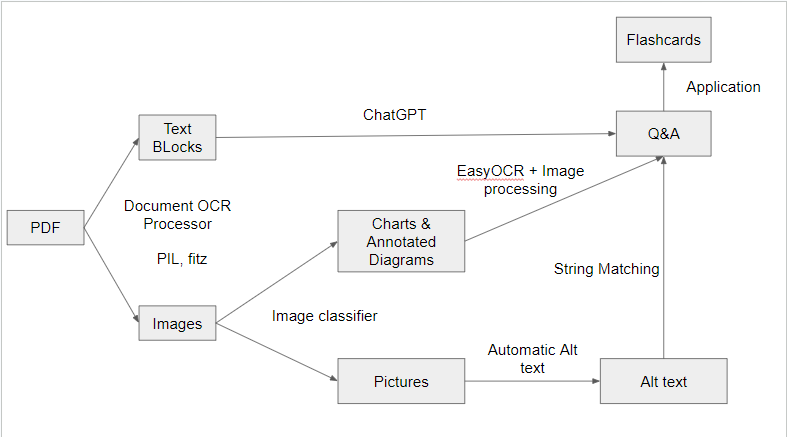 Flashcards
Application
Text
BLocks
ChatGPT
Q&A
EasyOCR + Image
processing
PDF
Document OCR
Processor
PIL, fitz
Charts &
Annotated
Diagrams
String Matching
Images
Image classifier
Automatic Alt
text
Pictures
Alt text